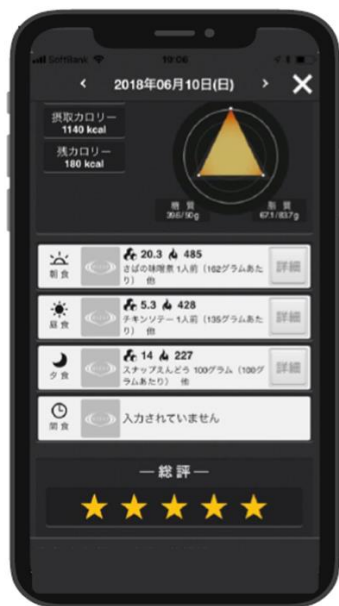 SoftBank 19:06
2018年06月10日(日)
摂取カロリー
1140 kcal
残カロリー
180 kcal
糖質 脂質
39.6/90g 67.1/83.7g
20.3 485
朝食 さばの味噌煮 1人前（162グラムあた
り） 他
詳細
5.3 428
昼食 チキンソテー 1人前（135グラムあた
り） 他
詳細
14 227
夕食 スナップえんどう 100グラム（100グ
ラムあたり） 他
詳細
間食 入力されていません
—総評—